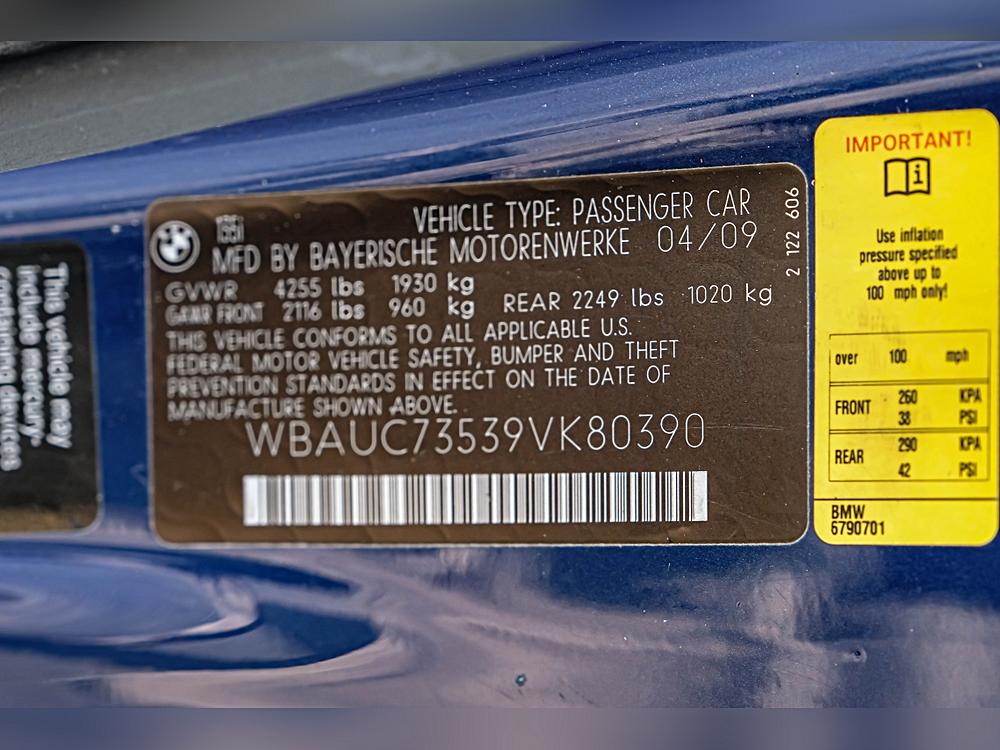 This vehicle may
include mercury-
containing devices
135i
VEHICLE TYPE: PASSENGER CAR
MFD BY BAYERISCHE MOTORENWERKE 04/09
GVWR 4255 lbs 1930 kg
GAWR FRONT 2116 lbs 960 kg REAR 2249 lbs 1020 kg
THIS VEHICLE CONFORMS TO ALL APPLICABLE U.S.
FEDERAL MOTOR VEHICLE SAFETY, BUMPER AND THEFT
PREVENTION STANDARDS IN EFFECT ON THE DATE OF
MANUFACTURE SHOWN ABOVE.
WBAUC73539VK80390
2 122 606
IMPORTANT!
Use inflation
pressure specified
above up to
100 mph only!
over 100 mph
FRONT 260 KPA
38 PSI
REAR 290 KPA
42 PSI
BMW
6790701